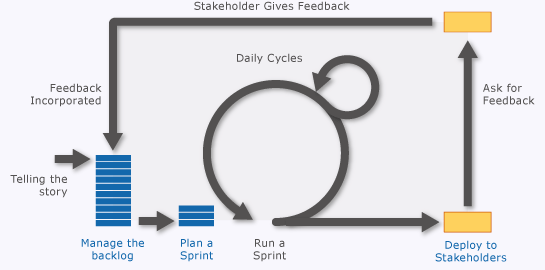 Stakeholder Gives Feedback
Daily Cycles
Feedback
Incorporated
Ask for
Feedback
Telling the
story
Manage the
backlog
Plan a
Sprint
Run a
Sprint
Deploy to
Stakeholders